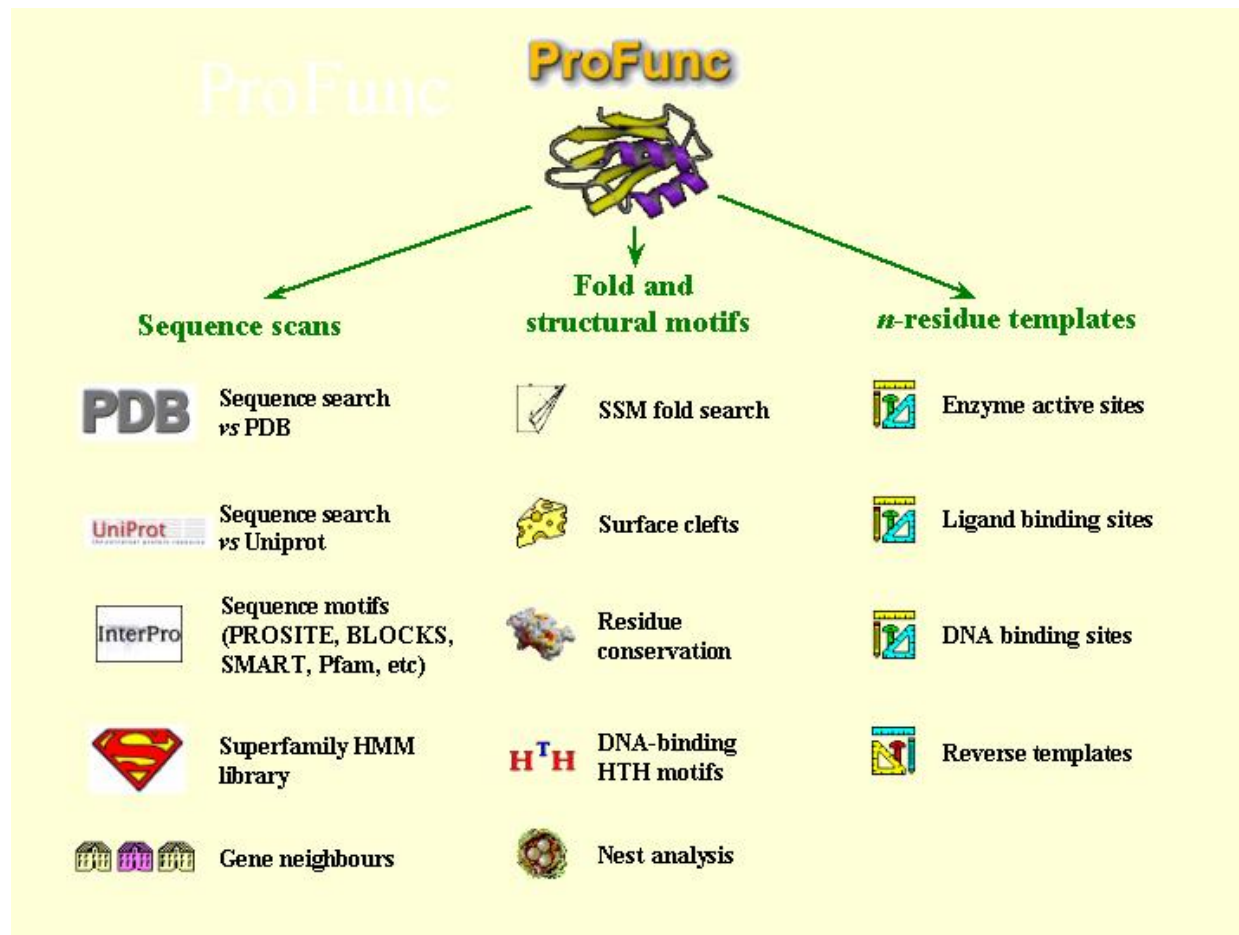 ProFunc
ProFunc
Sequence scans
PDB
Sequence search
vs PDB
UniProt
Sequence search
vs Uniprot
InterPro
Sequence motifs
(PROSITE, BLOCKS,
SMART, Pfam, etc)
S
Superfamily HMM
library
Gene neighbours
Fold and
structural motifs
SSM fold search
Surface clefts
Residue
conservation
HTH
DNA-binding
HTH motifs
Nest analysis
n-residue templates
Enzyme active sites
Ligand binding sites
DNA binding sites
Reverse templates